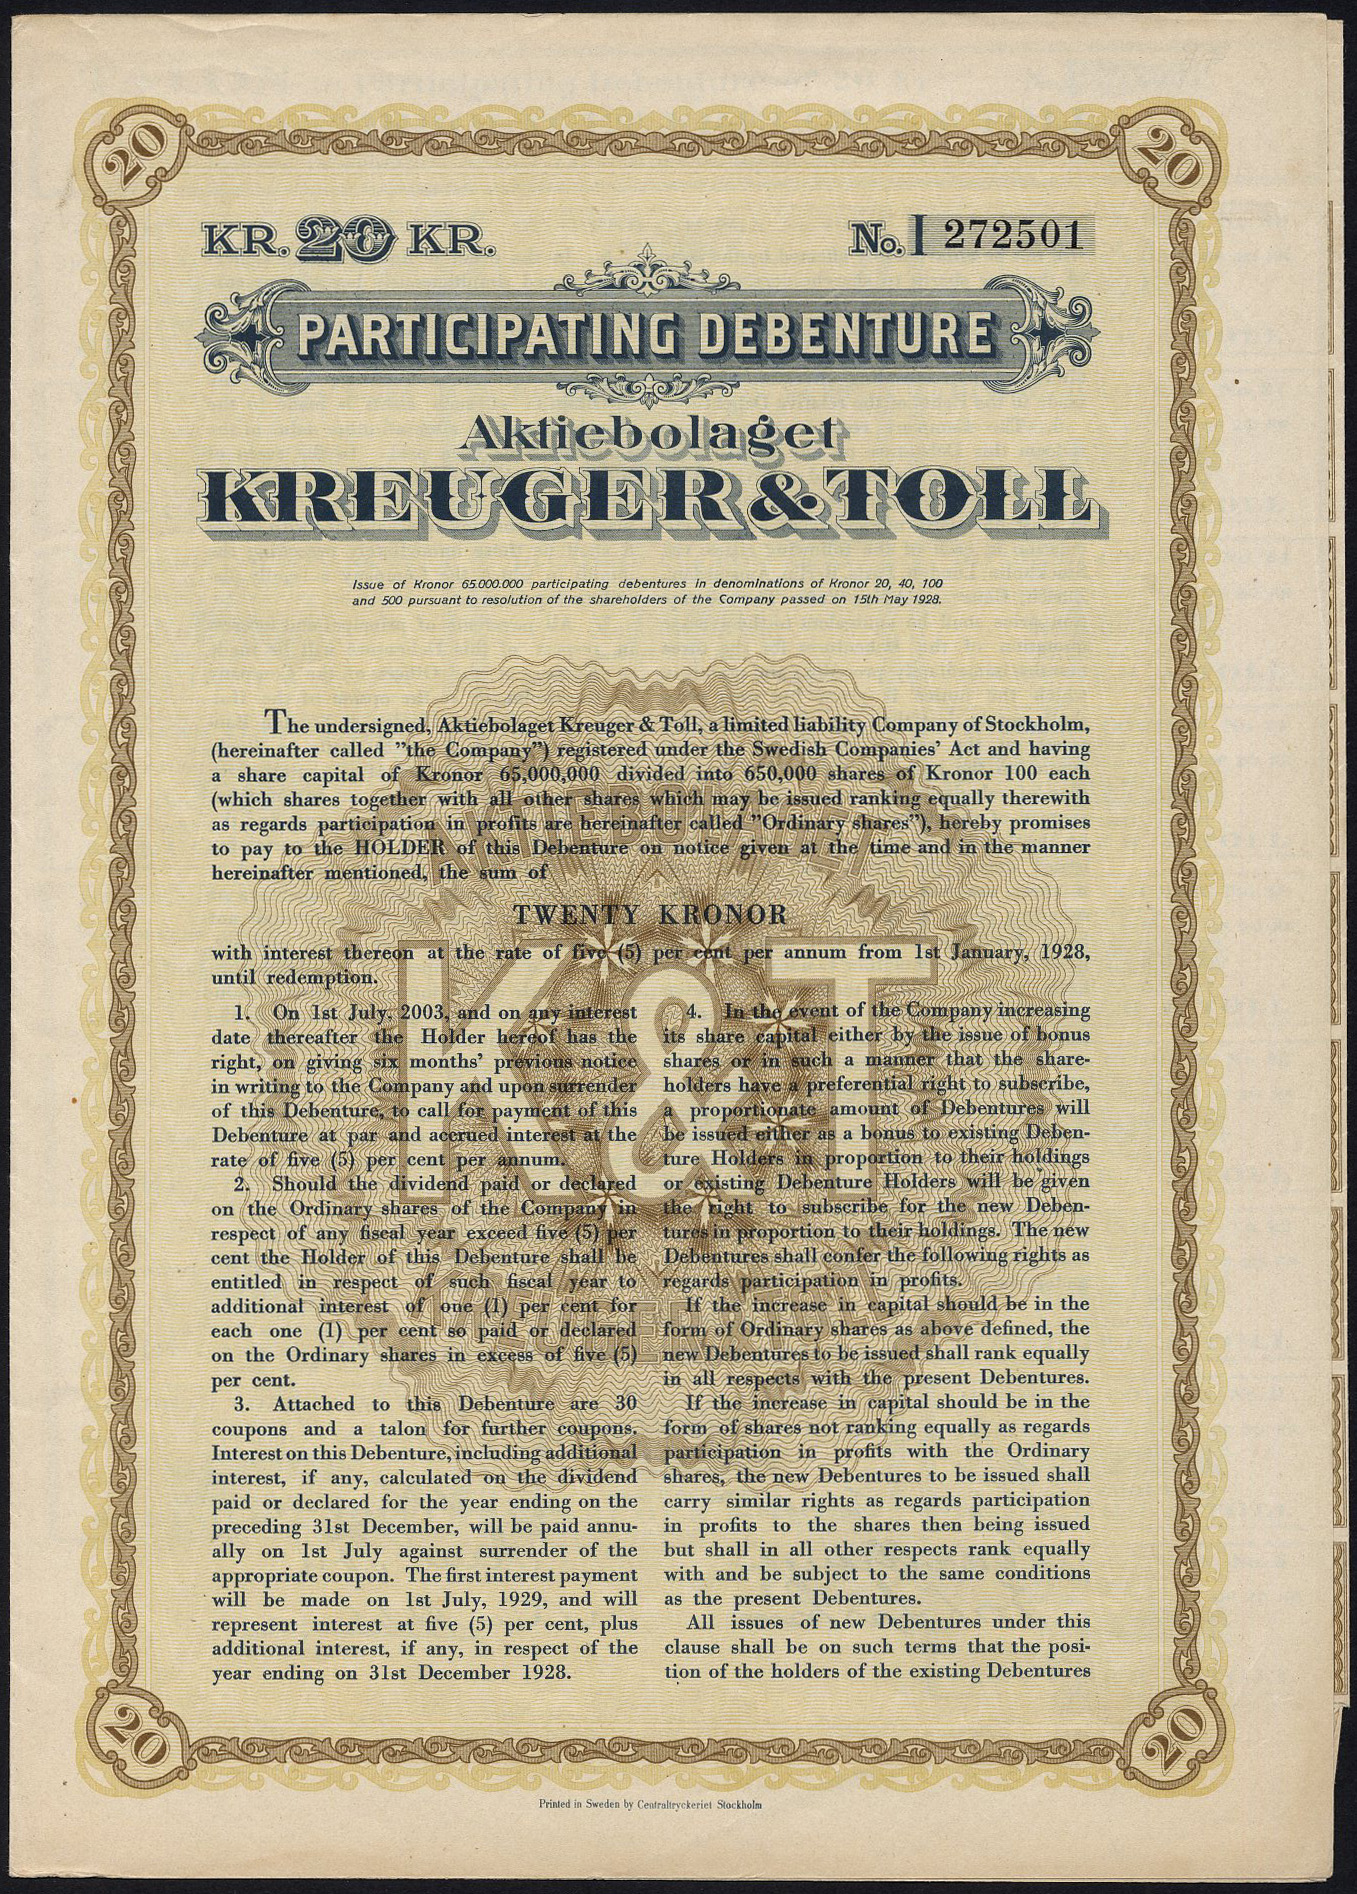 20
20
KR. 20 KR.
No. I 272501
PARTICIPATING DEBENTURE
Aktiebolaget
KREUGER & TOLL
Issue of Kronor 65.000.000 participating debentures in denominations of Kronor 20, 40, 100
and 500 pursuant to resolution of the shareholders of the Company passed on 15th May 1928.
The undersigned, Aktiebolaget Kreuger & Toll, a limited liability Company of Stockholm,
(hereinafter called "the Company") registered under the Swedish Companies' Act and having
a share capital of Kronor 65,000,000 divided into 650,000 shares of Kronor 100 each
(which shares together with all other shares which may be issued ranking equally therewith
as regards participation in profits are hereinafter called "Ordinary shares"), hereby promises
to pay to the HOLDER of this Debenture on notice given at the time and in the manner
hereinafter mentioned, the sum of
TWENTY KRONOR
with interest thereon at the rate of five (5) per cent per annum from 1st January, 1928,
until redemption.
1. On 1st July, 2003, and on any interest
date thereafter the Holder hereof has the
right, on giving six months' previous notice
in writing to the Company and upon surrender
of this Debenture, to call for payment of this
Debenture at par and accrued interest at the
rate of five (5) per cent per annum.
2. Should the dividend paid or declared
on the Ordinary shares of the Company in
respect of any fiscal year exceed five (5) per
cent the Holder of this Debenture shall be
entitled in respect of such fiscal year to
additional interest of one (1) per cent for
each one (1) per cent so paid or declared
on the Ordinary shares in excess of five (5)
per cent.
3. Attached to this Debenture are 30
coupons and a talon for further coupons.
Interest on this Debenture, including additional
interest, if any, calculated on the dividend
paid or declared for the year ending on the
preceding 31st December, will be paid annu-
ally on 1st July against surrender of the
appropriate coupon. The first interest payment
will be made on 1st July, 1929, and will
represent interest at five (5) per cent, plus
additional interest, if any, in respect of the
year ending on 31st December 1928.
4. In the event of the Company increasing
its share capital either by the issue of bonus
shares or in such a manner that the share-
holders have a preferential right to subscribe,
a proportionate amount of Debentures will
be issued either as a bonus to existing Deben-
ture Holders in proportion to their holdings
or existing Debenture Holders will be given
the right to subscribe for the new Deben-
tures in proportion to their holdings. The new
Debentures shall confer the following rights as
regards participation in profits.
If the increase in capital should be in the
form of Ordinary shares as above defined, the
new Debentures to be issued shall rank equally
in all respects with the present Debentures.
If the increase in capital should be in the
form of shares not ranking equally as regards
participation in profits with the Ordinary
shares, the new Debentures to be issued shall
carry similar rights as regards participation
in profits to the shares then being issued
but shall in all other respects rank equally
with and be subject to the same conditions
as the present Debentures.
All issues of new Debentures under this
clause shall be on such terms that the posi-
tion of the holders of the existing Debentures
AKTIEBOLAGET
K&T
KREUGER & TOLL
20
20
Printed in Sweden by Centraltryckeriet Stockholm